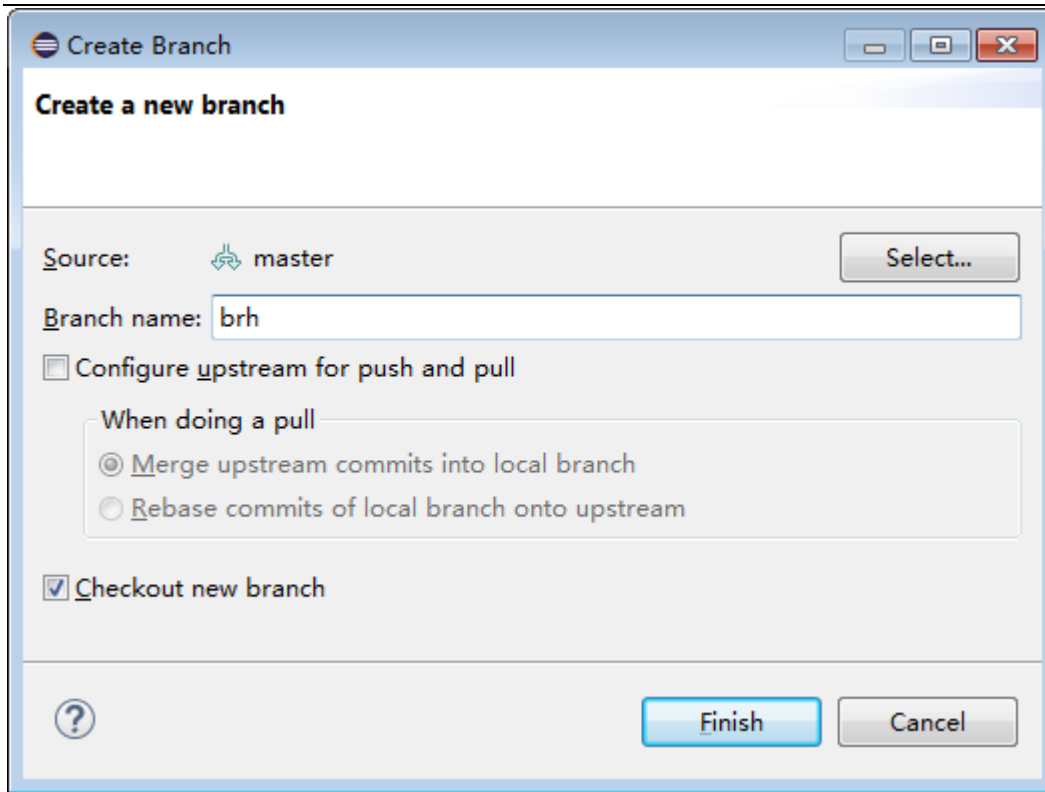 Create Branch
Create a new branch
Source: master Select...
Branch name: brh
Configure upstream for push and pull
When doing a pull
Merge upstream commits into local branch
Rebase commits of local branch onto upstream
Checkout new branch
? Finish Cancel